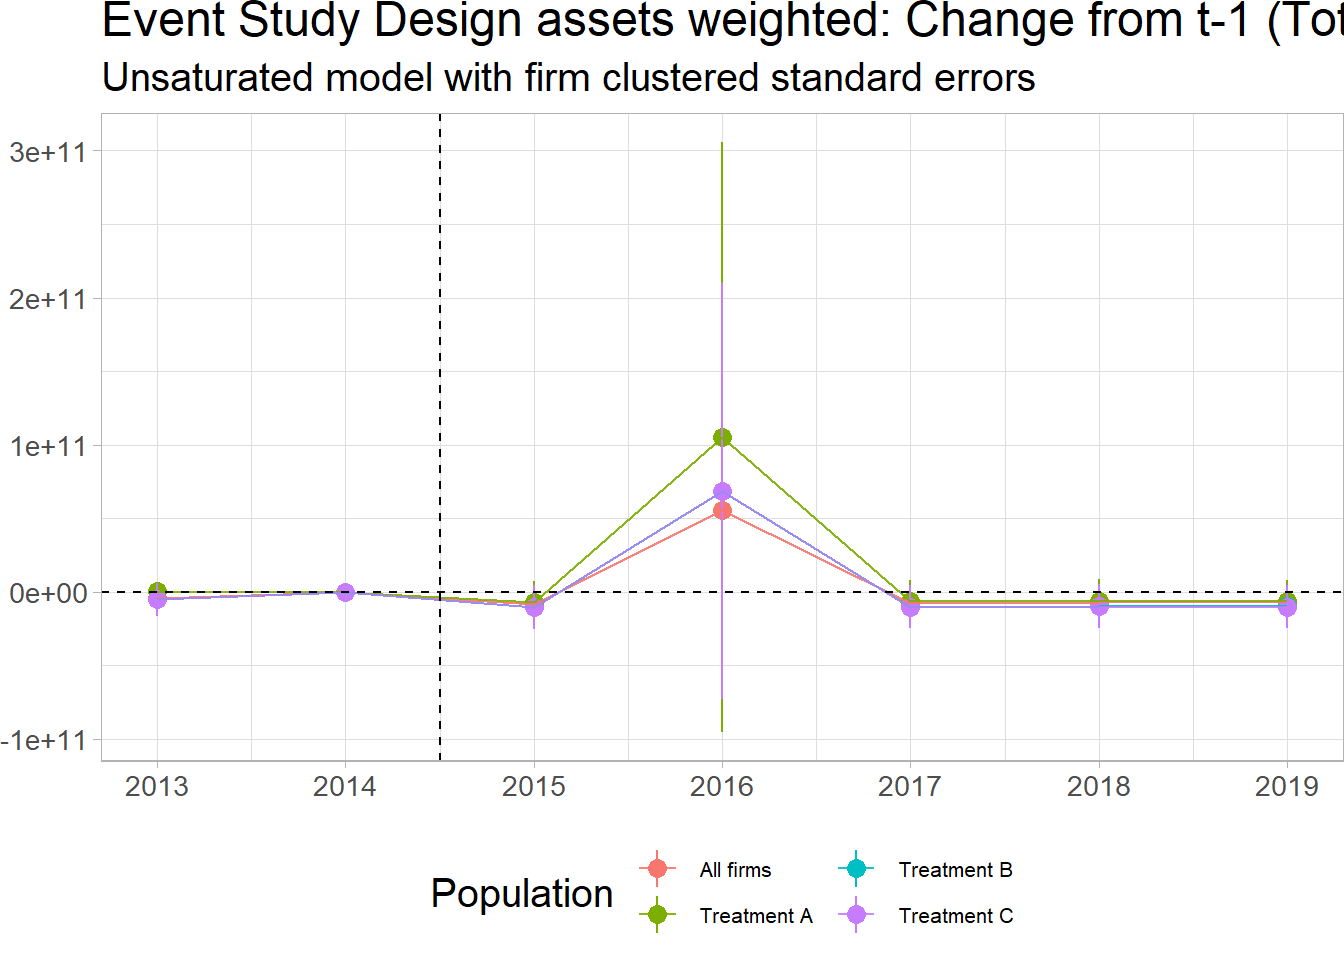 Event Study Design assets weighted: Change from t-1 (Tot
Unsaturated model with firm clustered standard errors
3e+11
2e+11
1e+11
0e+00
-1e+11
2013 2014 2015 2016 2017 2018 2019
Population
All firms
Treatment B
Treatment A
Treatment C